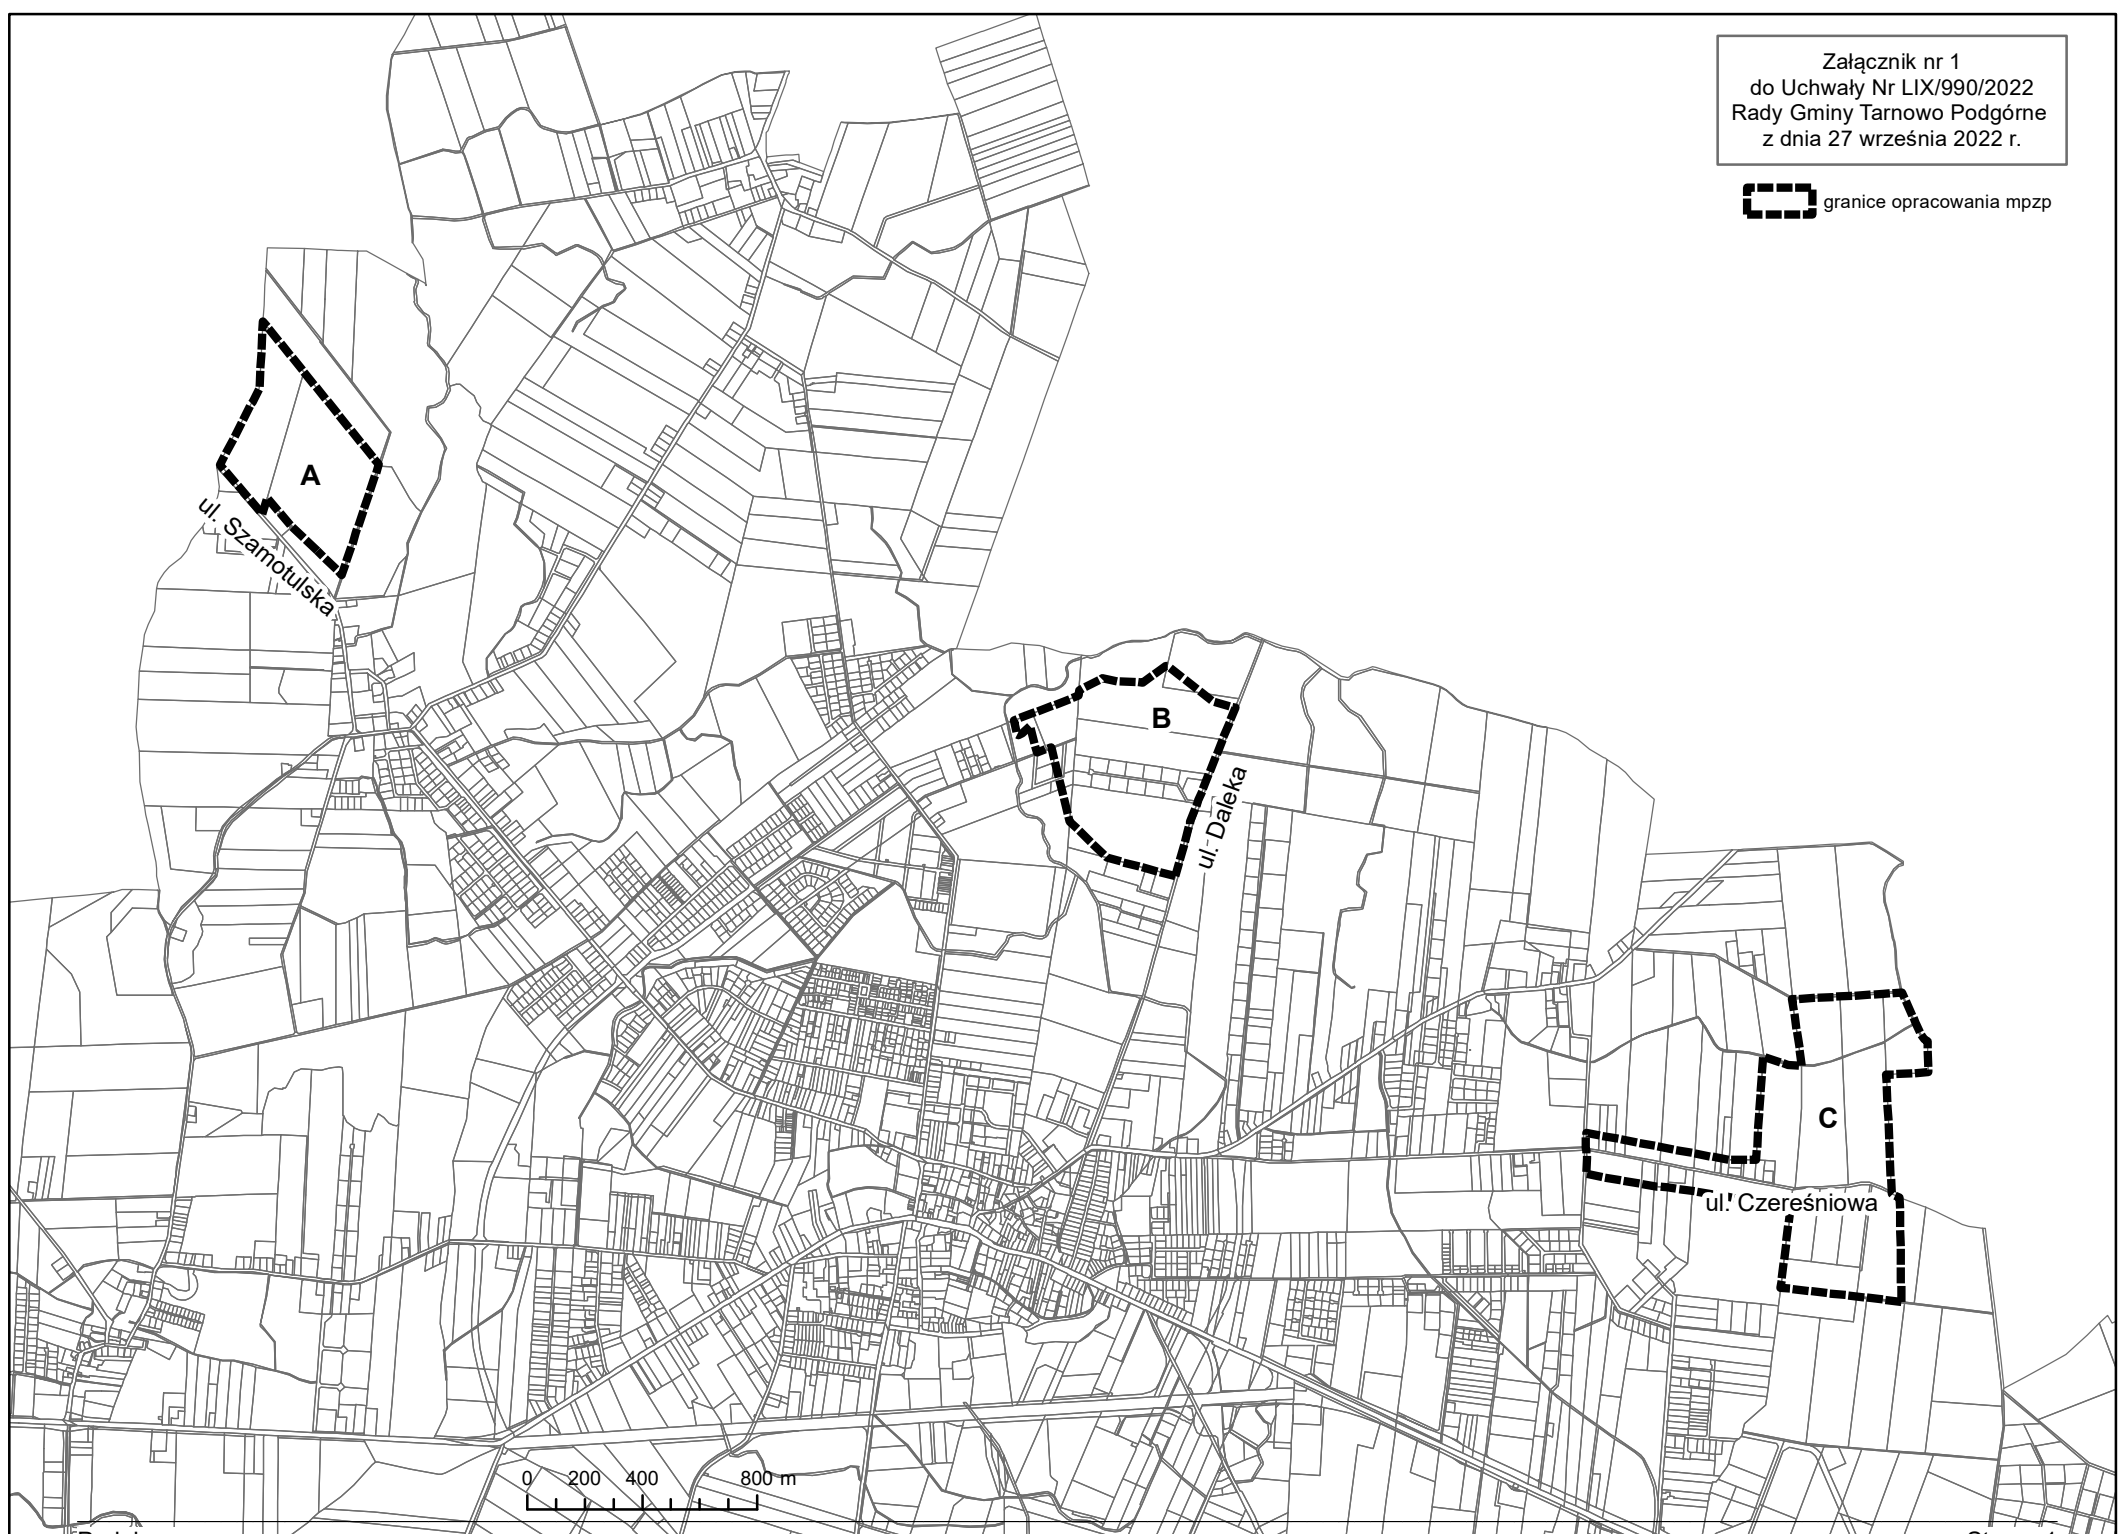 Załącznik nr 1
do Uchwały Nr LIX/990/2022
Rady Gminy Tarnowo Podgórne
z dnia 27 września 2022 r.
granice opracowania mpzp
A
ul. Szamotulska
B
ul. Daleka
C
ul. Czereśniowa
0 200 400 800 m